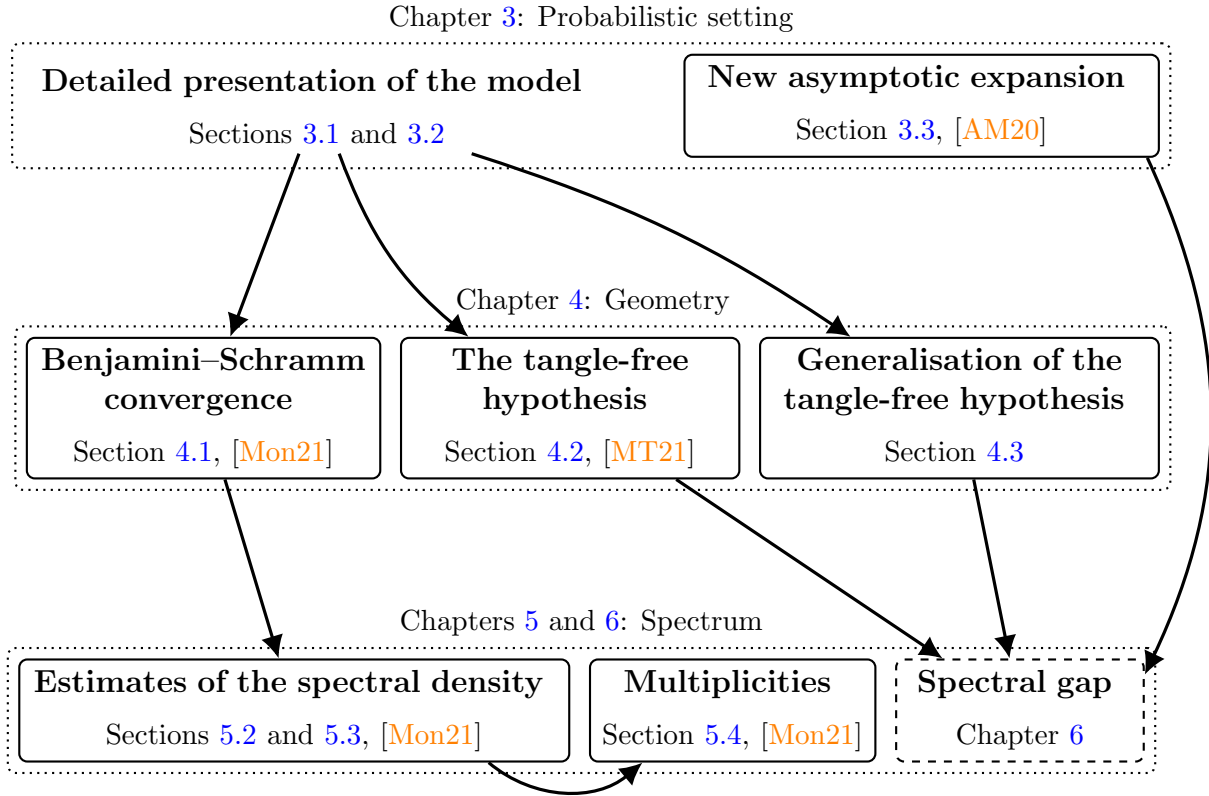 Chapter 3: Probabilistic setting
Detailed presentation of the model
Sections 3.1 and 3.2
New asymptotic expansion
Section 3.3, [AM20]
Chapter 4: Geometry
Benjamini–Schramm
convergence
Section 4.1, [Mon21]
The tangle-free
hypothesis
Section 4.2, [MT21]
Generalisation of the
tangle-free hypothesis
Section 4.3
Chapters 5 and 6: Spectrum
Estimates of the spectral density
Sections 5.2 and 5.3, [Mon21]
Multiplicities
Section 5.4, [Mon21]
Spectral gap
Chapter 6